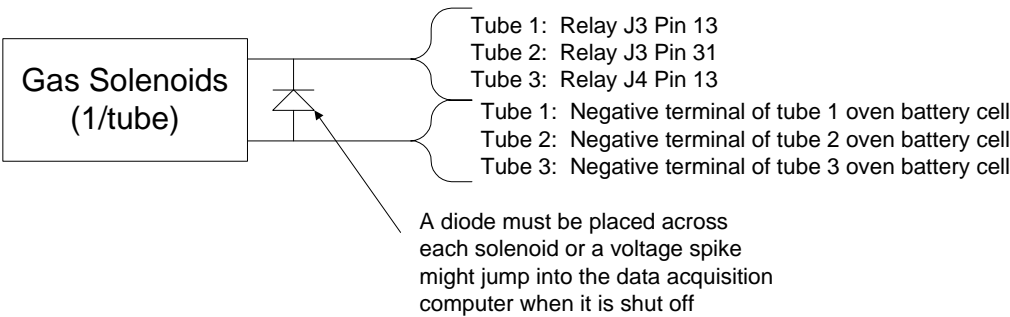 Gas Solenoids
(1/tube)
Tube 1:  Relay J3 Pin 13
Tube 2:  Relay J3 Pin 31
Tube 3:  Relay J4 Pin 13
Tube 1:  Negative terminal of tube 1 oven battery cell
Tube 2:  Negative terminal of tube 2 oven battery cell
Tube 3:  Negative terminal of tube 3 oven battery cell
A diode must be placed across
each solenoid or a voltage spike
might jump into the data acquisition
computer when it is shut off